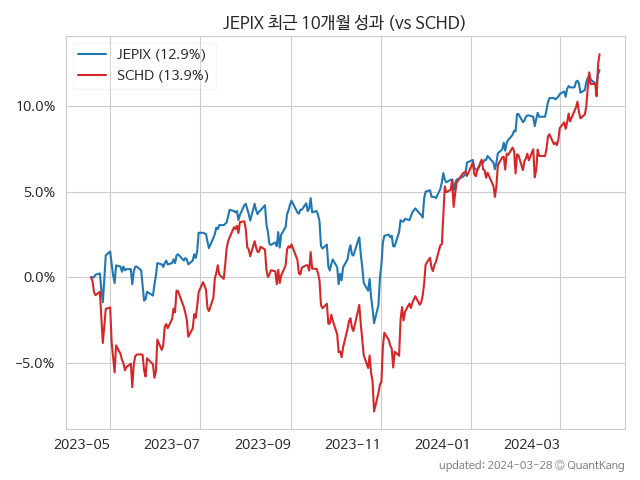 JEPIX 최근 10개월 성과 (vs SCHD)
JEPIX (12.9%)
SCHD (13.9%)
10.0%
5.0%
0.0%
−5.0%
2023-05 2023-07 2023-09 2023-11 2024-01 2024-03
updated: 2024-03-28 © QuantKang